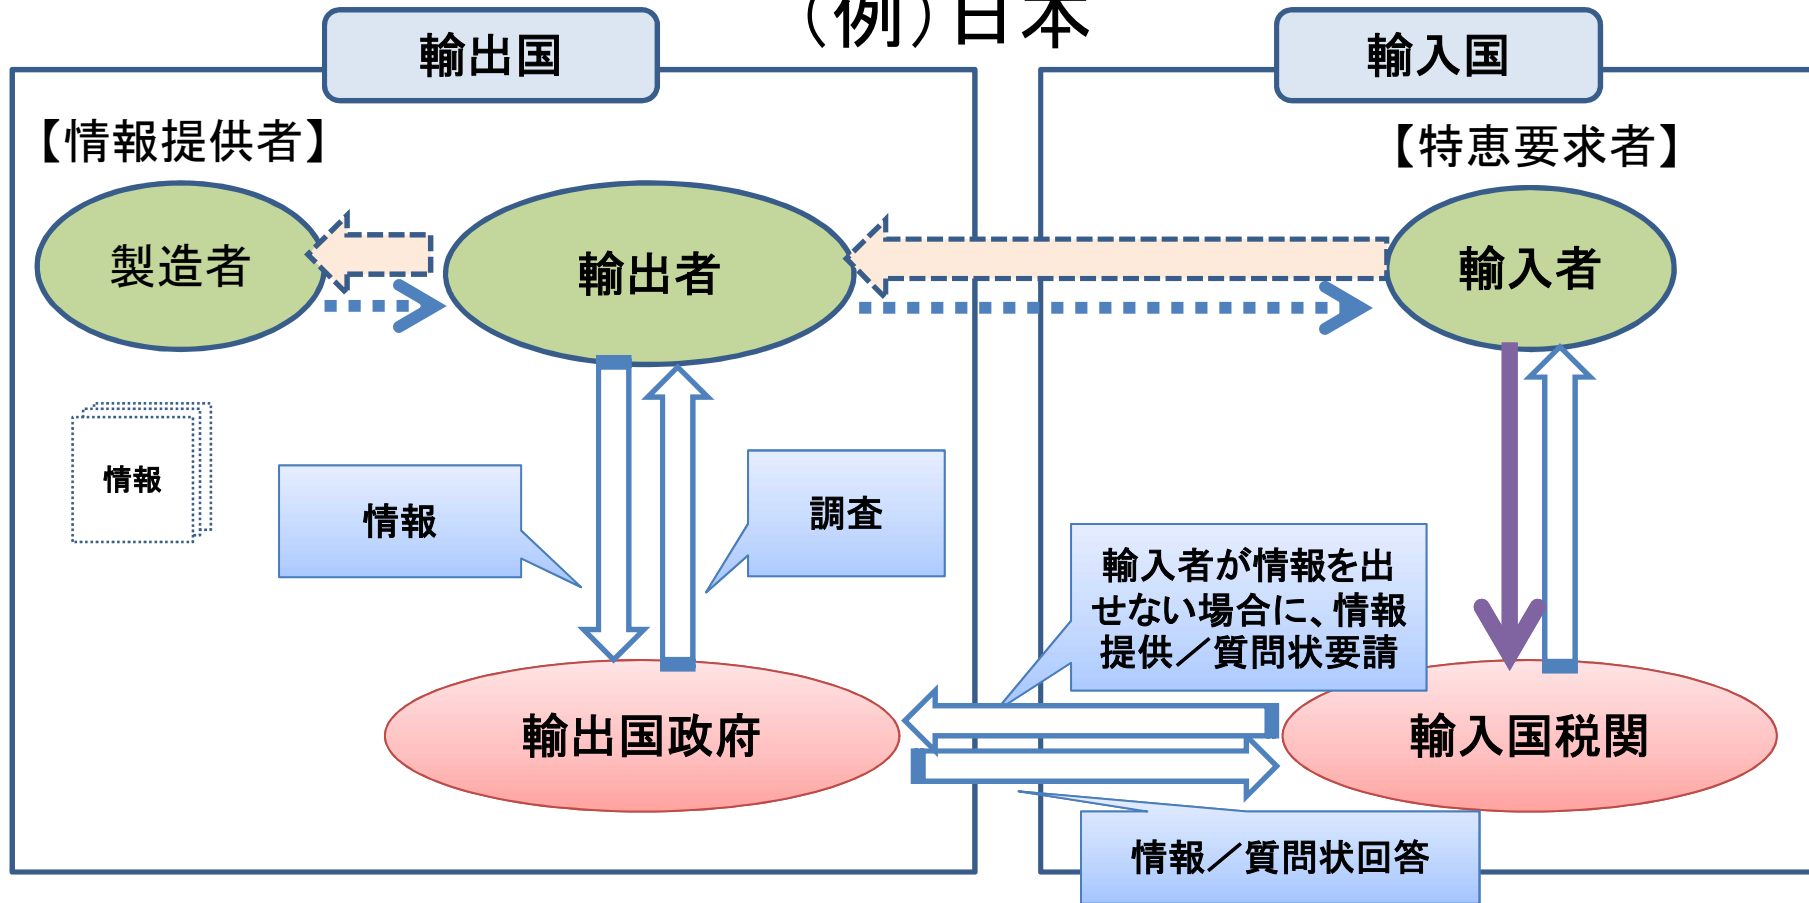 (例)日本
輸出国
輸入国
【情報提供者】
【特恵要求者】
製造者
輸出者
輸入者
情報
情報
調査
輸入者が情報を出
せない場合に、情報
提供／質問状要請
輸出国政府
輸入国税関
情報／質問状回答